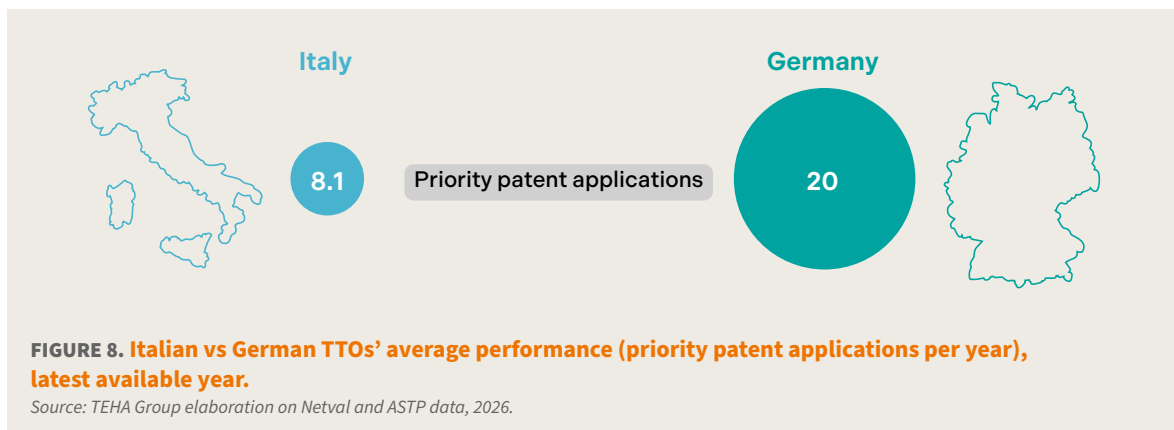 Italy
Germany
8.1
Priority patent applications
20
FIGURE 8. Italian vs German TTOs’ average performance (priority patent applications per year),
latest available year.
Source: TEHA Group elaboration on Netval and ASTP data, 2026.